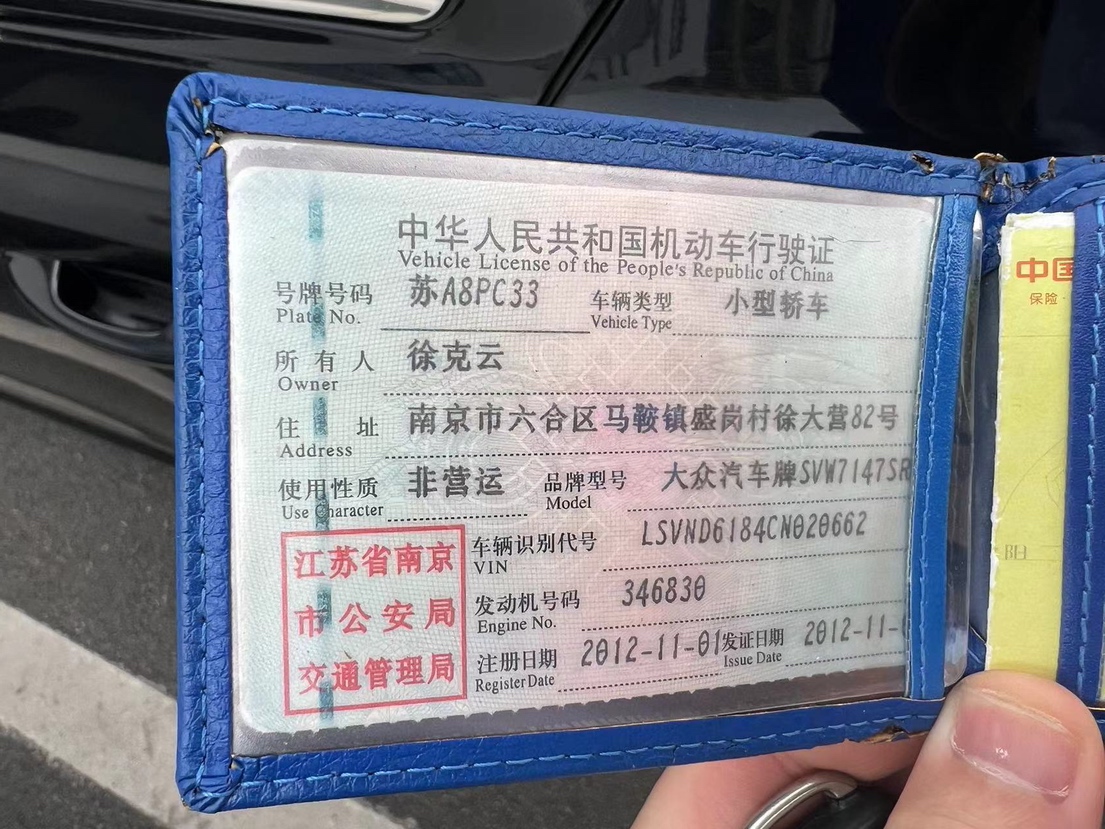 中华人民共和国机动车行驶证
Vehicle License of the People's Republic of China
号牌号码 苏A8PC33 车辆类型 小型轿车
Plate No. Vehicle Type
所有人 徐克云
Owner
住址 南京市六合区马鞍镇盛岗村徐大营82号
Address
使用性质 非营运 品牌型号 大众汽车牌SVW7147SR
Use Character Model
江苏省南京
市公安局
交通管理局
车辆识别代号 LSVND6184CN020662
VIN
发动机号码 346830
Engine No.
注册日期 2012-11-01 发证日期 2012-11-
Register Date Issue Date
中国
保险